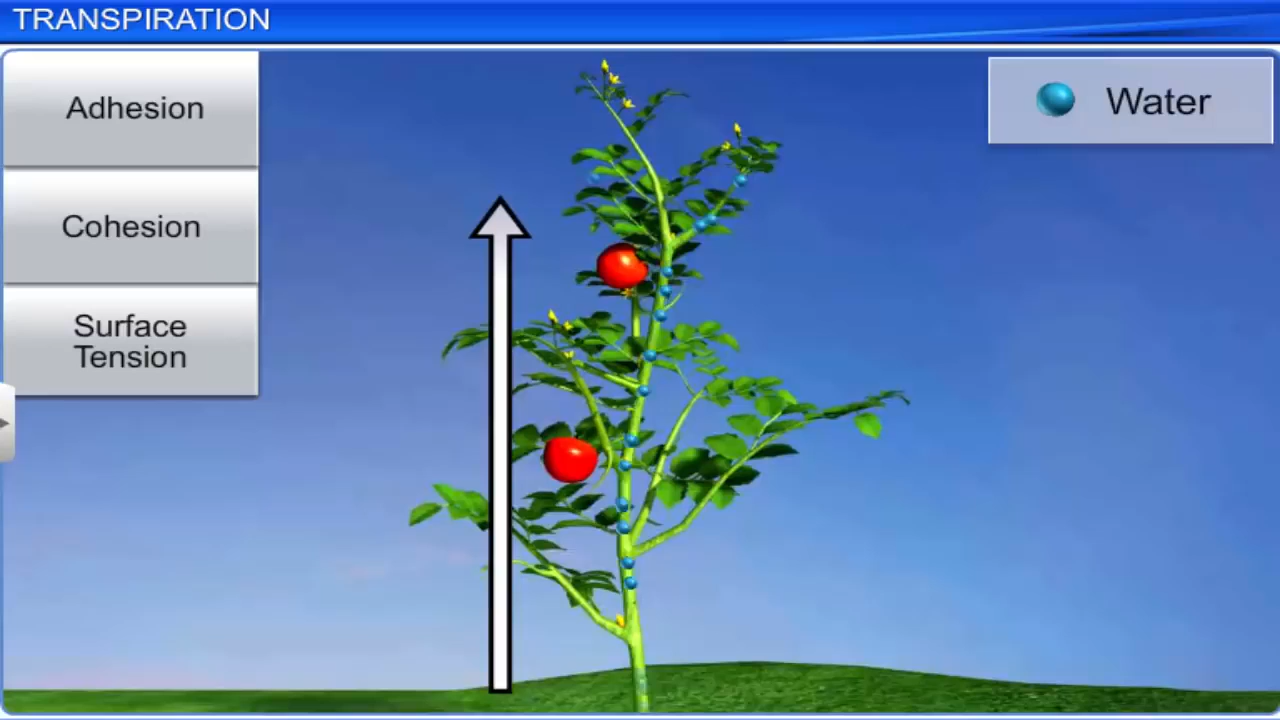 TRANSPIRATION
Adhesion
Water
Cohesion
Surface
Tension